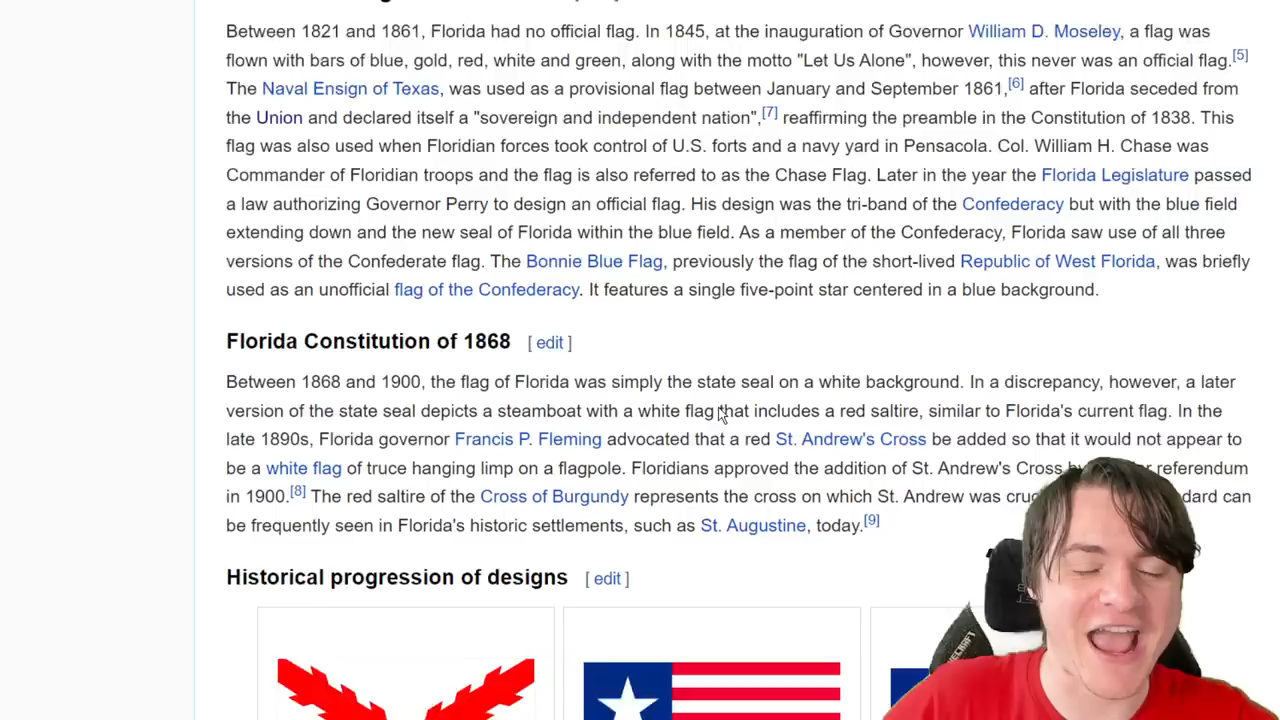 Between 1821 and 1861, Florida had no official flag. In 1845, at the inauguration of Governor William D. Moseley, a flag was
flown with bars of blue, gold, red, white and green, along with the motto "Let Us Alone", however, this never was an official flag.[5]
The Naval Ensign of Texas, was used as a provisional flag between January and September 1861,[6] after Florida seceded from
the Union and declared itself a "sovereign and independent nation",[7] reaffirming the preamble in the Constitution of 1838. This
flag was also used when Floridian forces took control of U.S. forts and a navy yard in Pensacola. Col. William H. Chase was
Commander of Floridian troops and the flag is also referred to as the Chase Flag. Later in the year the Florida Legislature passed
a law authorizing Governor Perry to design an official flag. His design was the tri-band of the Confederacy but with the blue field
extending down and the new seal of Florida within the blue field. As a member of the Confederacy, Florida saw use of all three
versions of the Confederate flag. The Bonnie Blue Flag, previously the flag of the short-lived Republic of West Florida, was briefly
used as an unofficial flag of the Confederacy. It features a single five-point star centered in a blue background.
Florida Constitution of 1868 [ edit ]
Between 1868 and 1900, the flag of Florida was simply the state seal on a white background. In a discrepancy, however, a later
version of the state seal depicts a steamboat with a white flag that includes a red saltire, similar to Florida's current flag. In the
late 1890s, Florida governor Francis P. Fleming advocated that a red St. Andrew's Cross be added so that it would not appear to
be a white flag of truce hanging limp on a flagpole. Floridians approved the addition of St. Andrew's Cross referendum
in 1900.[8] The red saltire of the Cross of Burgundy represents the cross on which St. Andrew was can
be frequently seen in Florida's historic settlements, such as St. Augustine, today.[9]
Historical progression of designs [ edit ]